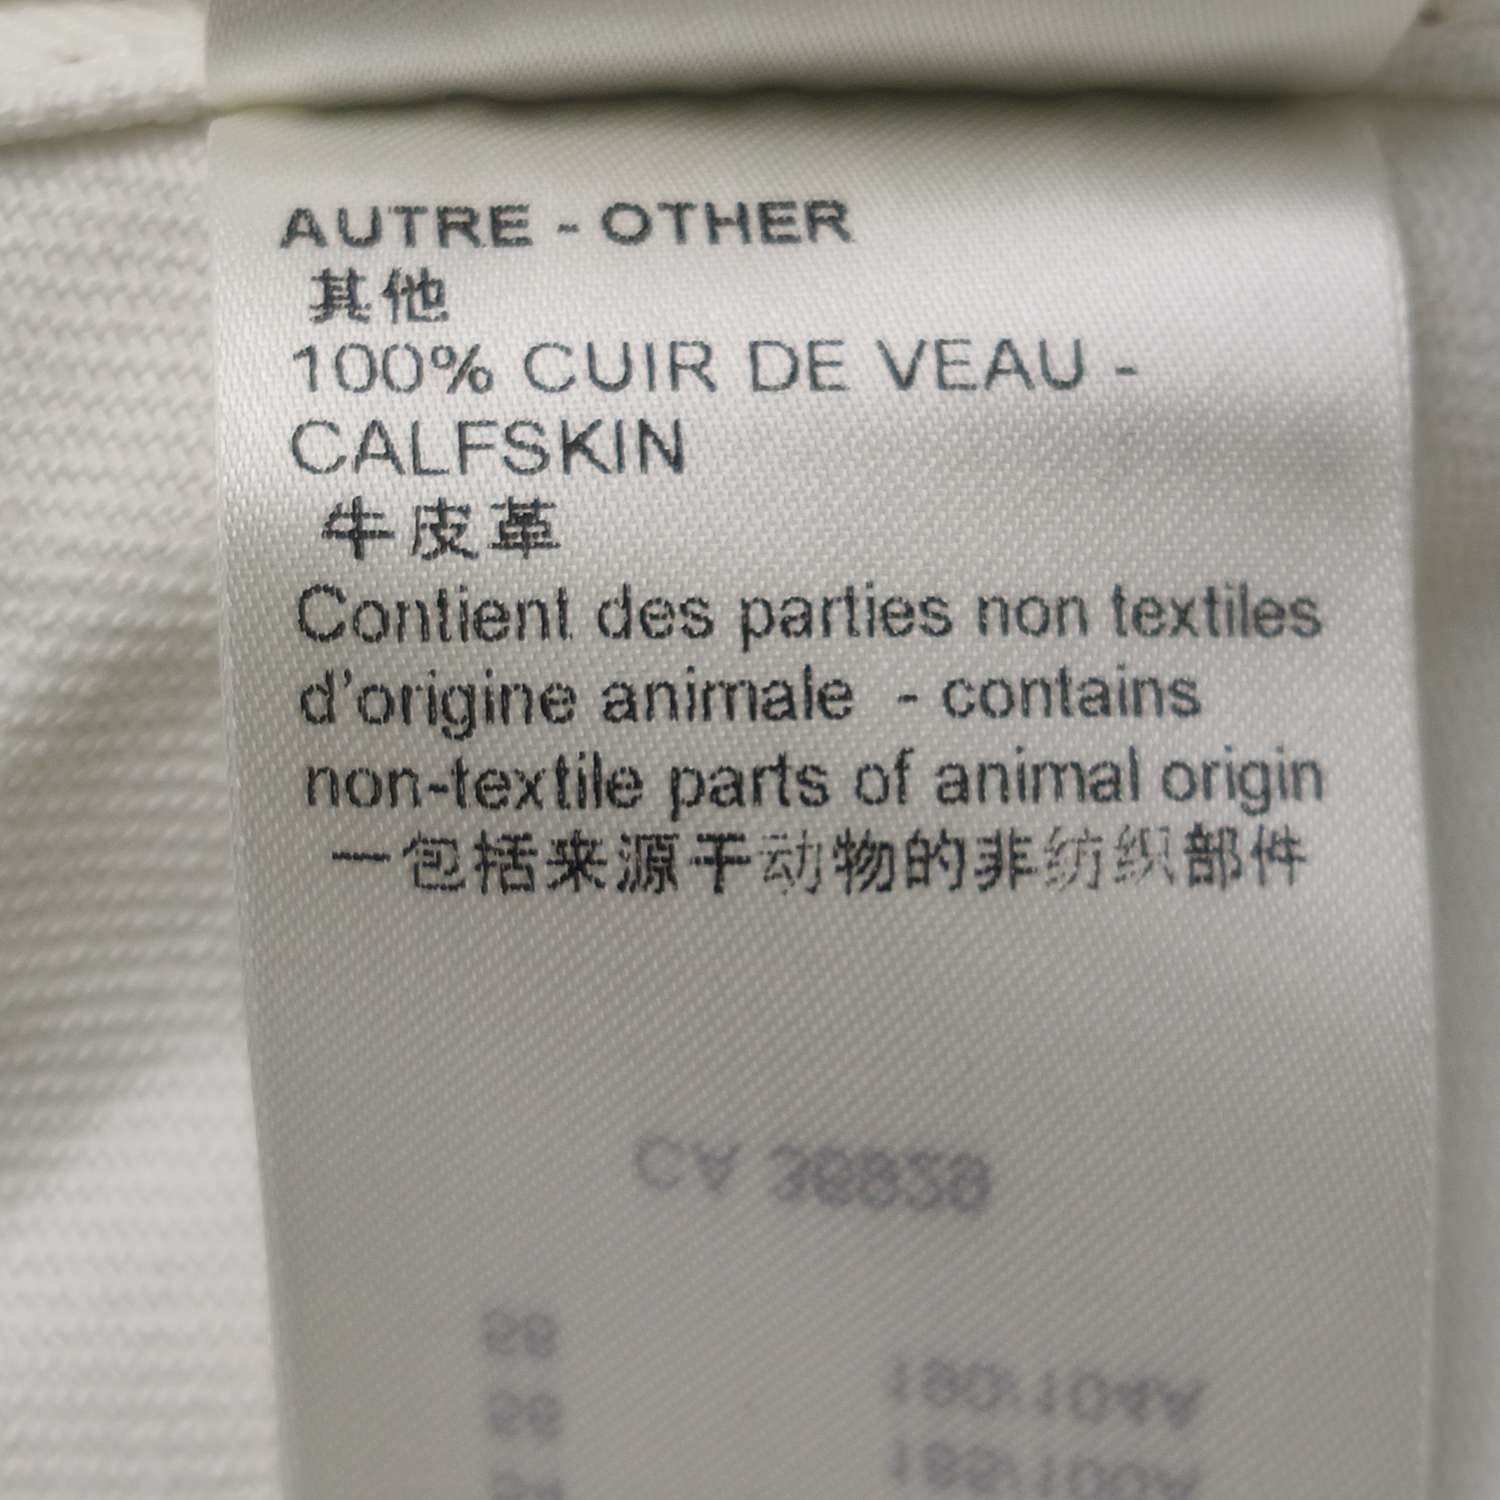 AUTRE - OTHER
其他
100% CUIR DE VEAU -
CALFSKIN
牛皮革
Contient des parties non textiles
d'origine animale - contains
non-textile parts of animal origin
一包括来源于动物的非纺织部件